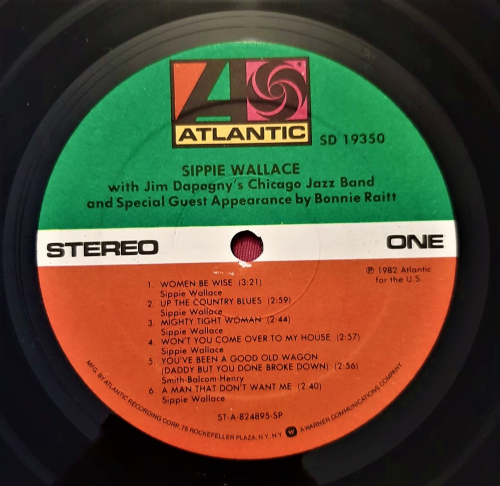 ATLANTIC
SD 19350
SIPPIE WALLACE
with Jim Dapogny's Chicago Jazz Band
and Special Guest Appearance by Bonnie Raitt
STEREO
ONE
℗ 1982 Atlantic
for the U.S.
1. WOMEN BE WISE (3:21)
Sippie Wallace
2. UP THE COUNTRY BLUES (2:59)
Sippie Wallace
3. MIGHTY TIGHT WOMAN (2:44)
Sippie Wallace
4. WON'T YOU COME OVER TO MY HOUSE (2:57)
Sippie Wallace
5. YOU'VE BEEN A GOOD OLD WAGON
(DADDY BUT YOU DONE BROKE DOWN) (2:56)
Smith-Balcom-Henry
6. A MAN THAT DON'T WANT ME (2:40)
Sippie Wallace
ST-A-824895-SP
MFG. BY ATLANTIC RECORDING CORP. 75 ROCKEFELLER PLAZA, N.Y., N.Y. A WARNER COMMUNICATIONS COMPANY